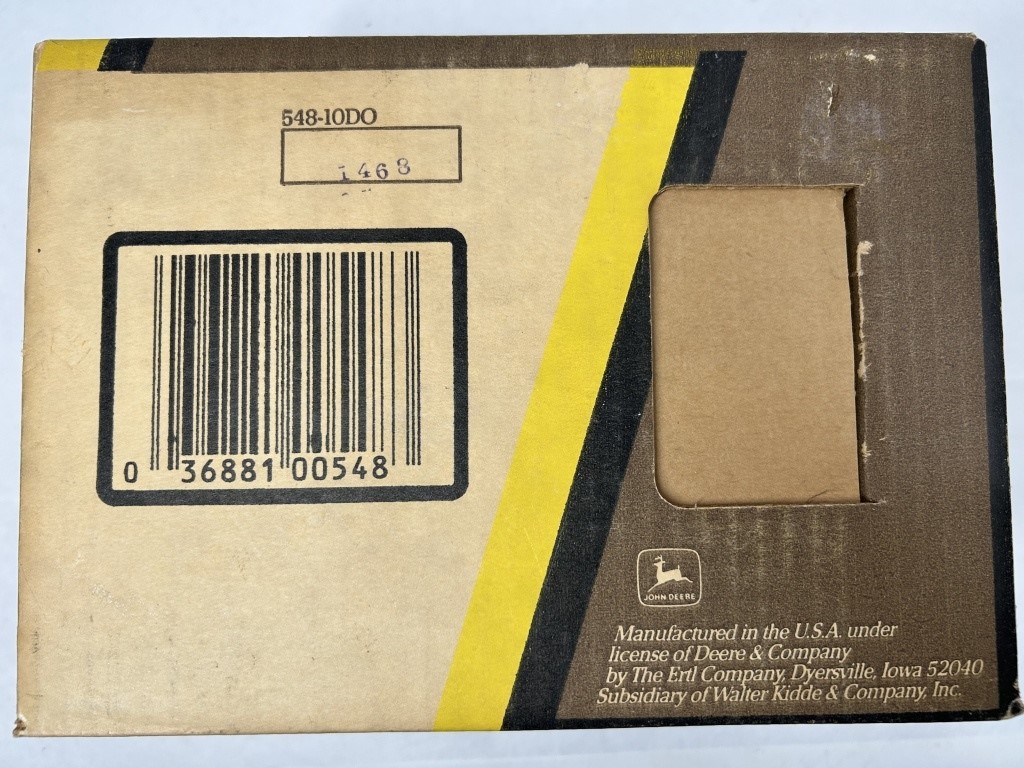 548-10DO
1468
0 36881 00548
JOHN DEERE
Manufactured in the U.S.A. under
license of Deere & Company
by The Ertl Company, Dyersville, Iowa 52040
Subsidiary of Walter Kidde & Company, Inc.